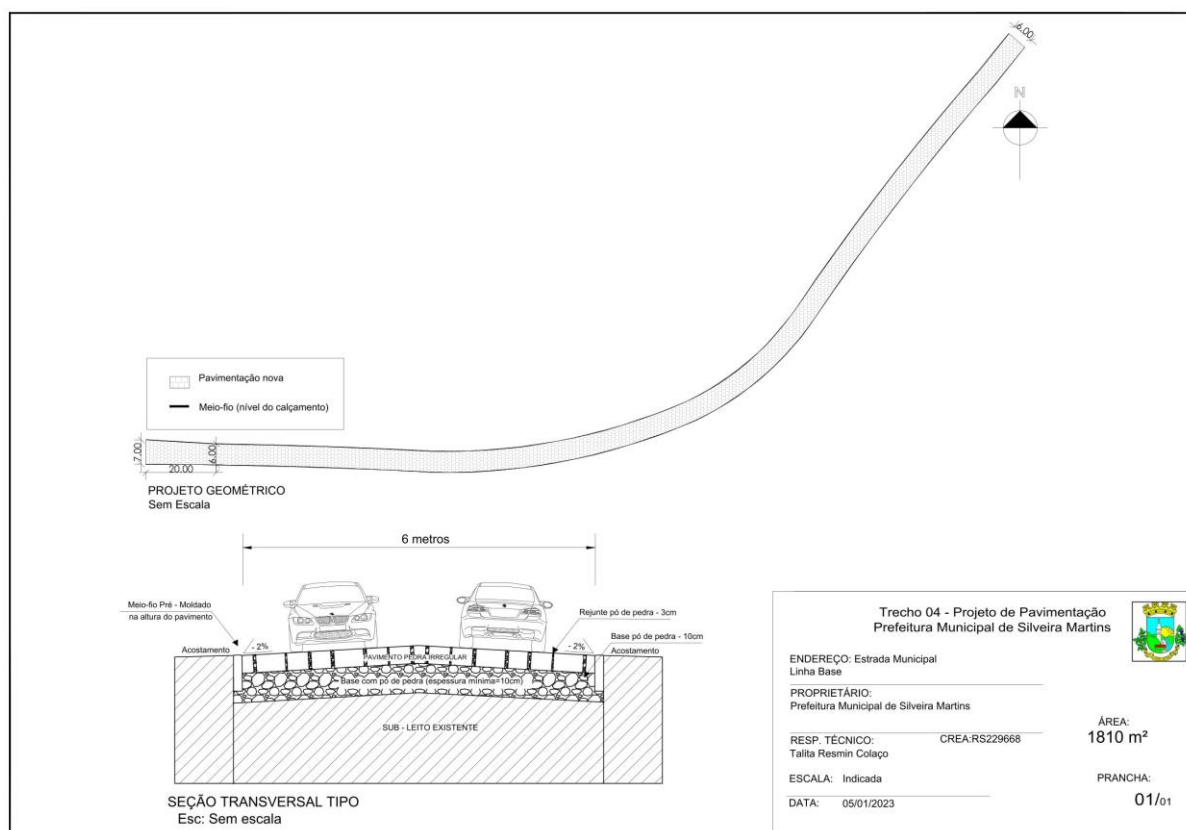 6.00
N
Pavimentação nova
Meio-fio (nível do calçamento)
7.00
6.00
20.00
PROJETO GEOMÉTRICO
Sem Escala
6 metros
Meio-fio Pré - Moldado
na altura do pavimento
Rejunte pó de pedra - 3cm
Base pó de pedra - 10cm
Acostamento
- 2%
- 2%
Acostamento
PAVIMENTO PEDRA IRREGULAR
Base com pó de pedra (espessura mínima=10cm)
SUB - LEITO EXISTENTE
SEÇÃO TRANSVERSAL TIPO
Esc: Sem escala
Trecho 04 - Projeto de Pavimentação
Prefeitura Municipal de Silveira Martins
ENDEREÇO: Estrada Municipal
Linha Base
PROPRIETÁRIO:
Prefeitura Municipal de Silveira Martins
RESP. TÉCNICO: CREA:RS229668
Talita Resmin Colaço
ÁREA:
1810 m²
ESCALA: Indicada
PRANCHA:
DATA: 05/01/2023
01/01